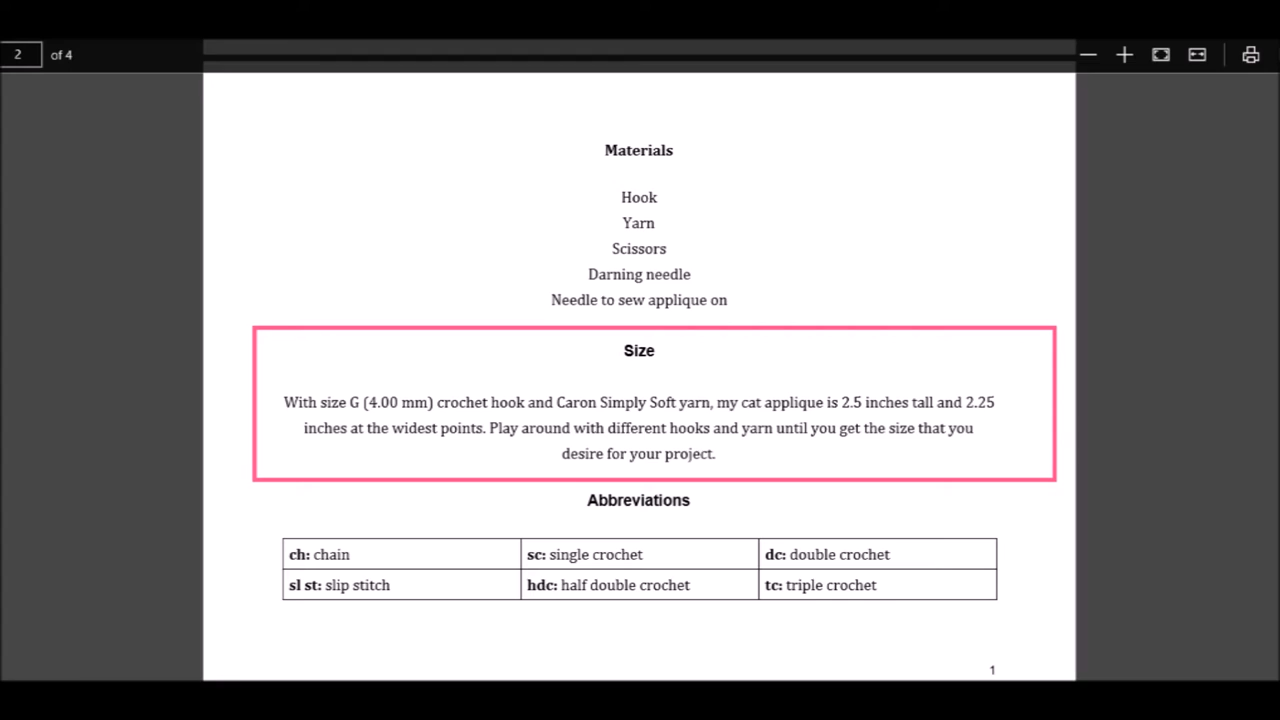 2 of 4
Materials
Hook
Yarn
Scissors
Darning needle
Needle to sew applique on
Size
With size G (4.00 mm) crochet hook and Caron Simply Soft yarn, my cat applique is 2.5 inches tall and 2.25
inches at the widest points. Play around with different hooks and yarn until you get the size that you
desire for your project.
Abbreviations
ch: chain sc: single crochet dc: double crochet
sl st: slip stitch hdc: half double crochet tc: triple crochet
1